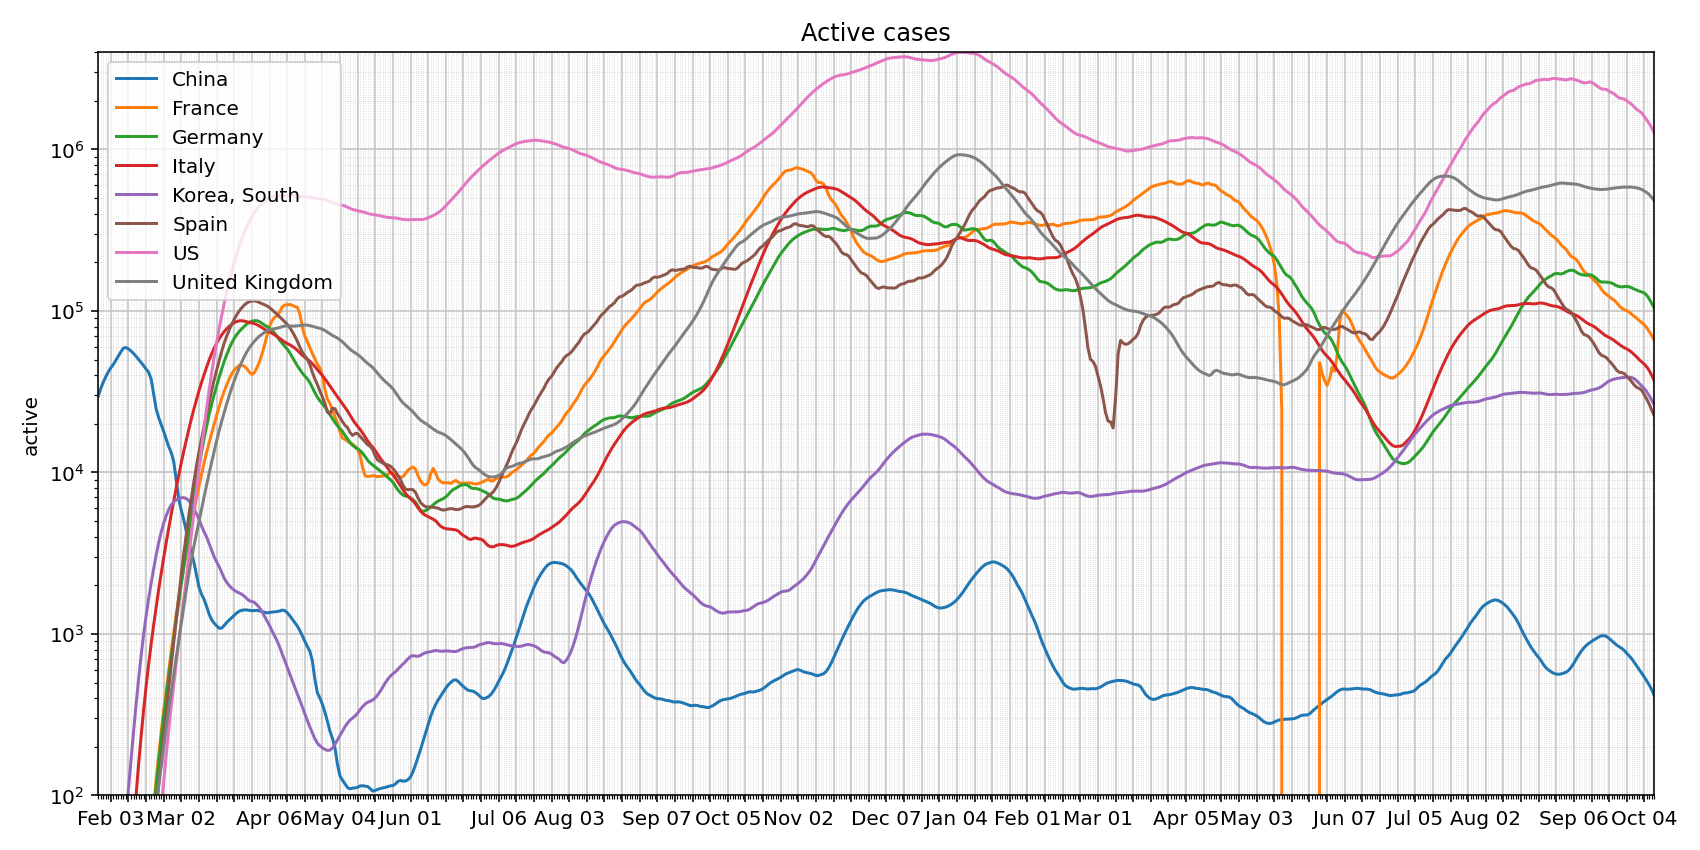 Active cases
active
10^6
10^5
10^4
10^3
10^2
China
France
Germany
Italy
Korea, South
Spain
US
United Kingdom
Feb 03 Mar 02 Apr 06 May 04 Jun 01 Jul 06 Aug 03 Sep 07 Oct 05 Nov 02 Dec 07 Jan 04 Feb 01 Mar 01 Apr 05 May 03 Jun 07 Jul 05 Aug 02 Sep 06 Oct 04